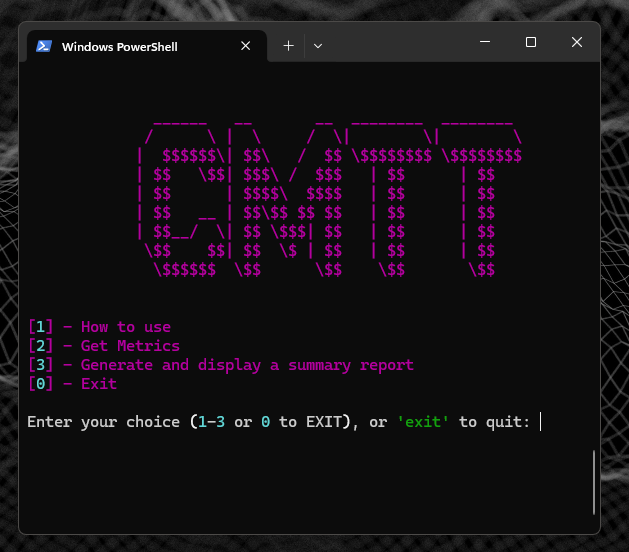 Windows PowerShell
  ______   __       __  ________  ________
 /      \ |  \     /  \|        \|        \
|  $$$$$$\| $$\   /  $$ \$$$$$$$$ \$$$$$$$$
| $$   \$$| $$$\ /  $$$   | $$      | $$
| $$      | $$$$\  $$$$   | $$      | $$
| $$   __ | $$\$$ $$ $$   | $$      | $$
| $$__/  \| $$ \$$$| $$   | $$      | $$
 \$$    $$| $$  \$ | $$   | $$      | $$
  \$$$$$$  \$$      \$$    \$$       \$$
[1] - How to use
[2] - Get Metrics
[3] - Generate and display a summary report
[0] - Exit
Enter your choice (1-3 or 0 to EXIT), or 'exit' to quit: